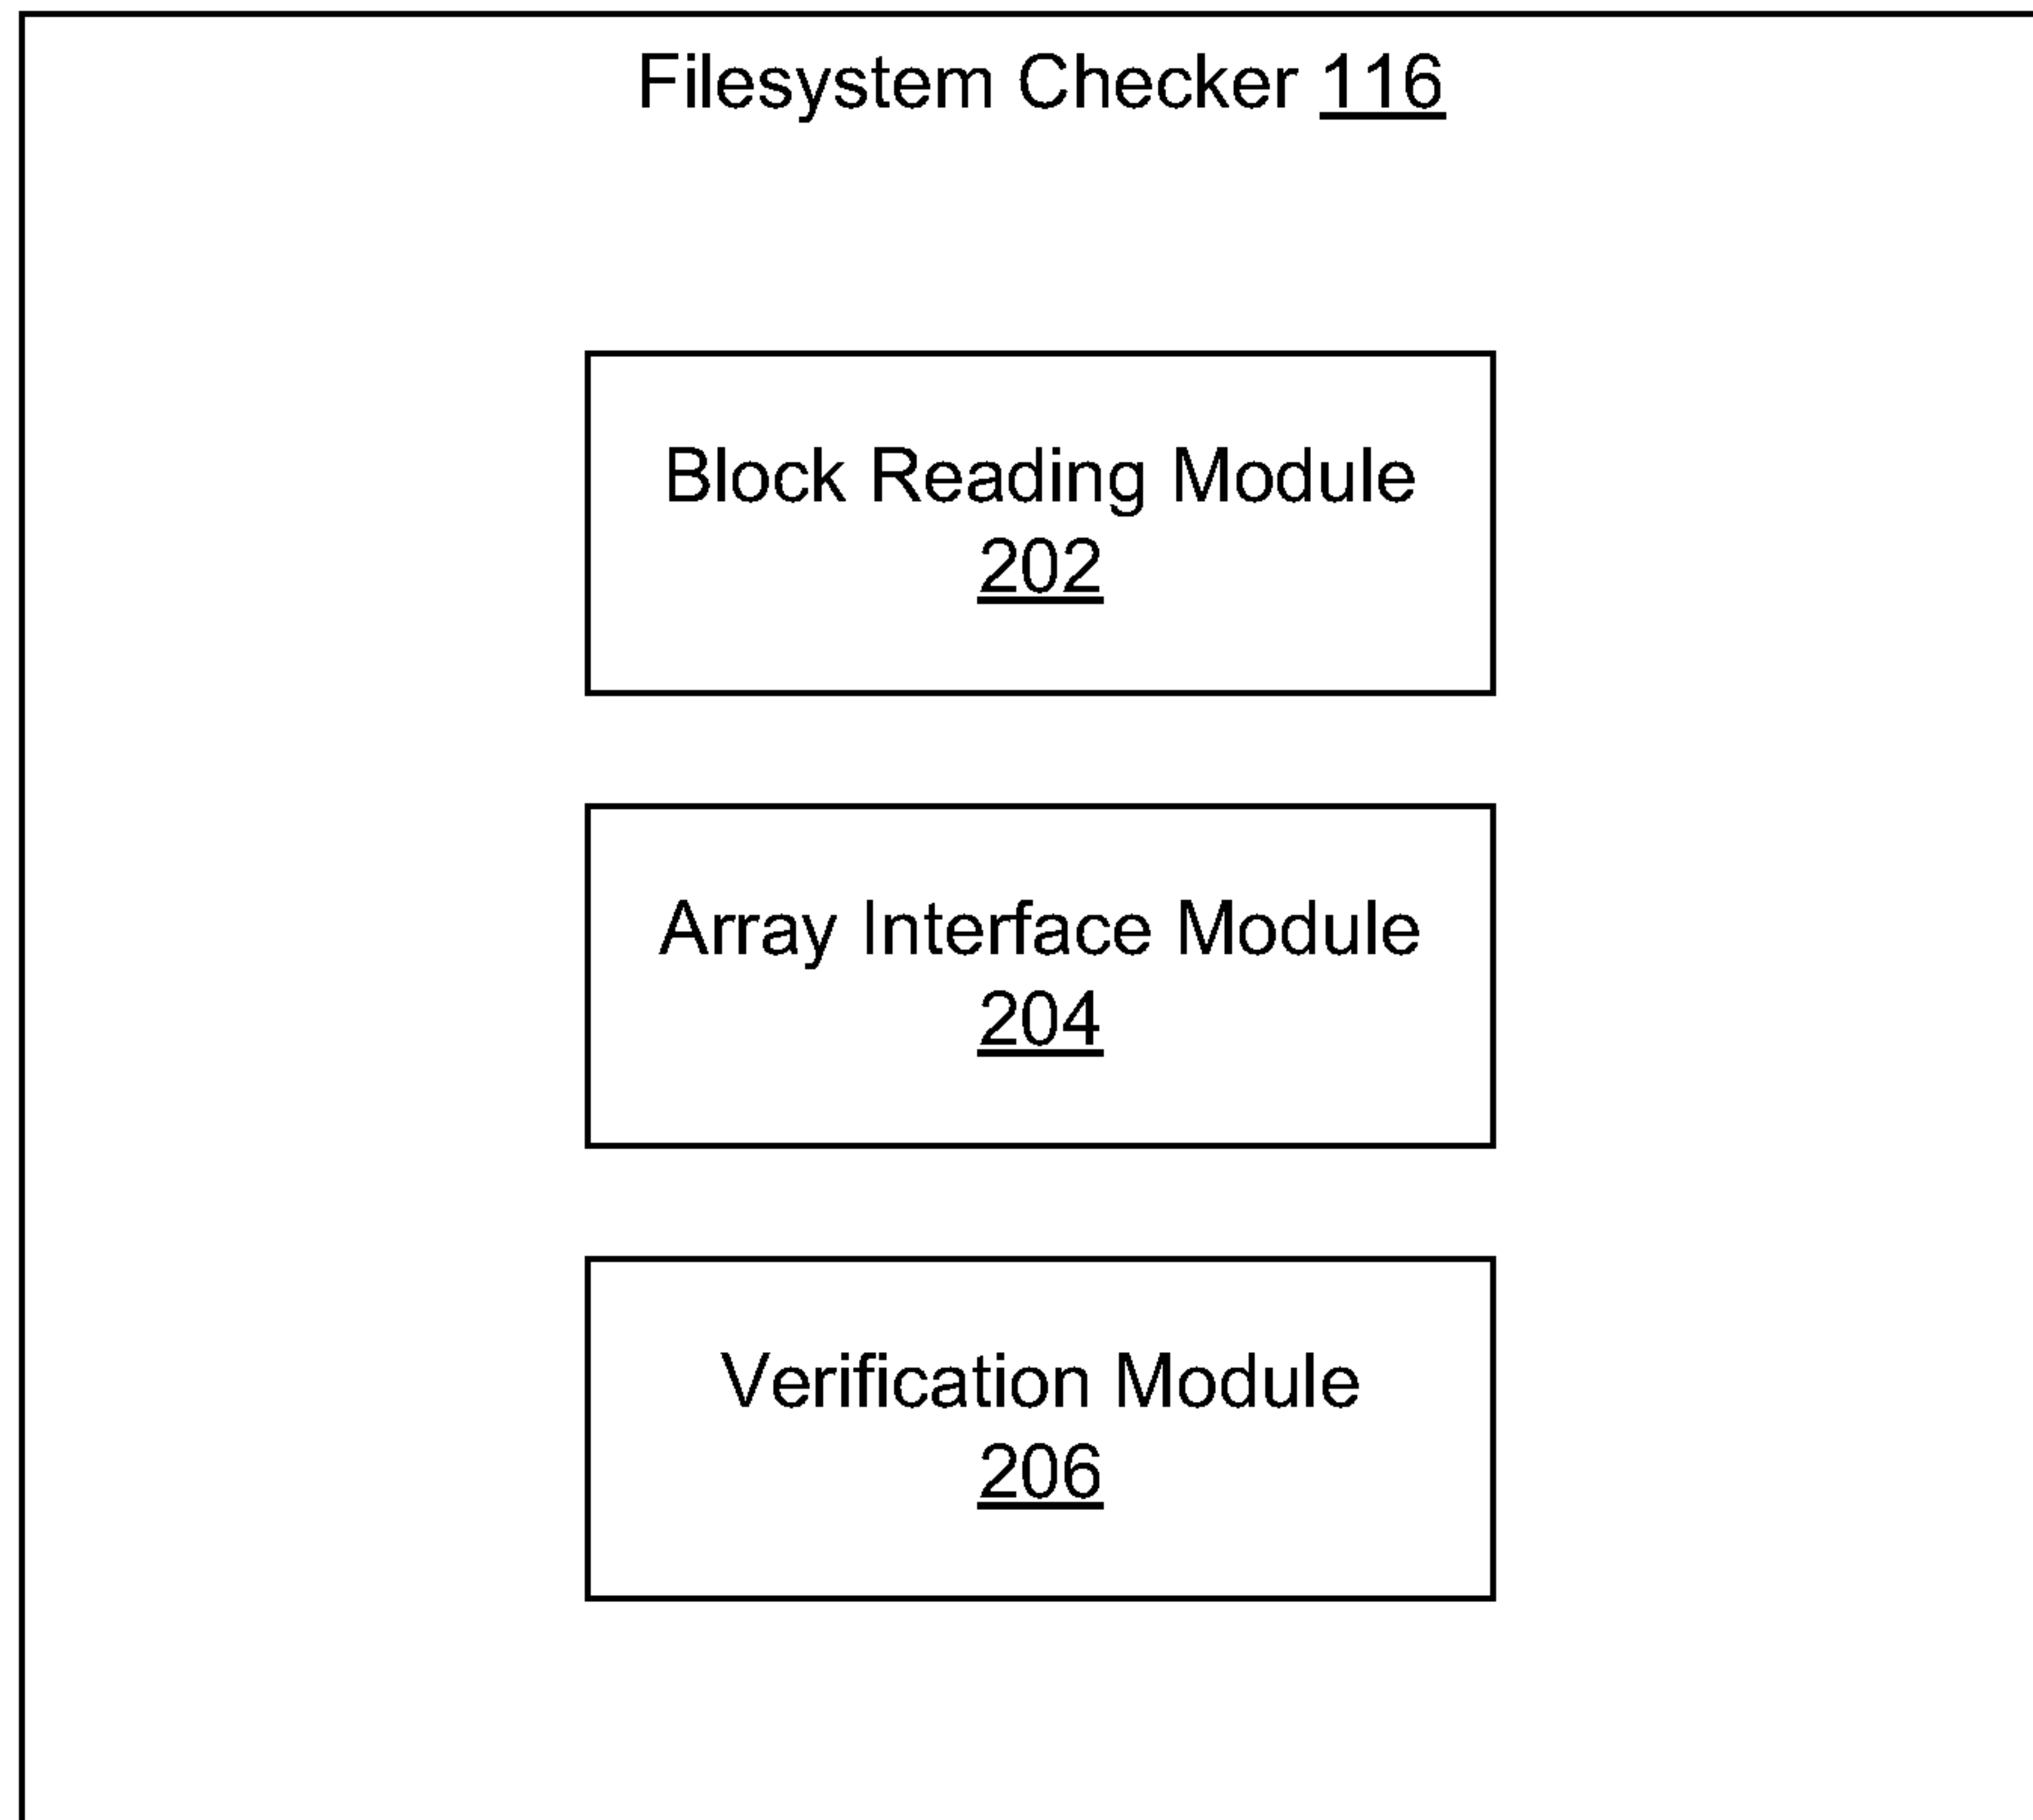 Filesystem Checker 116
Block Reading Module
202
Array Interface Module
204
Verification Module
206